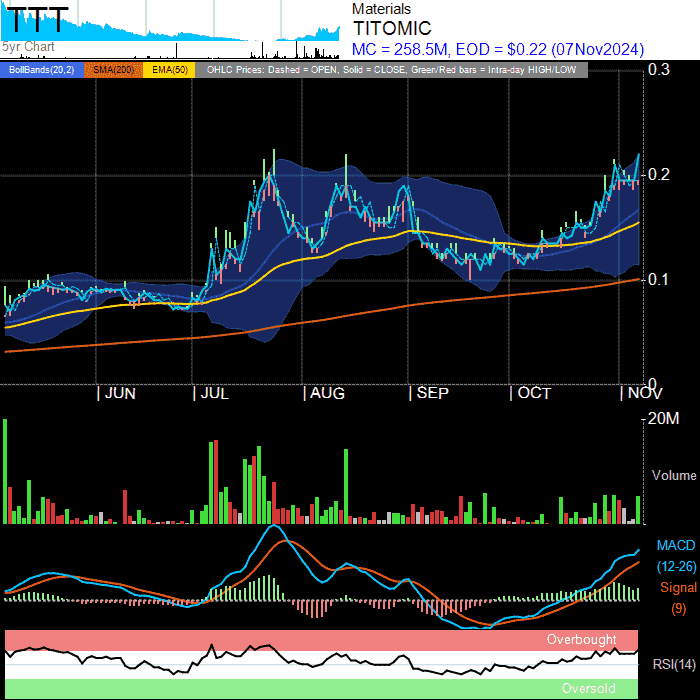 TTT
5yr Chart
Materials
TITOMIC
MC = 258.5M, EOD = $0.22 (07Nov2024)
BollBands(20,2) SMA(200) EMA(50) OHLC Prices: Dashed = OPEN, Solid = CLOSE, Green/Red bars = Intra-day HIGH/LOW
0.3
0.2
0.1
0
JUN JUL AUG SEP OCT NOV
20M
Volume
MACD
(12-26)
Signal
(9)
Overbought
RSI(14)
Oversold